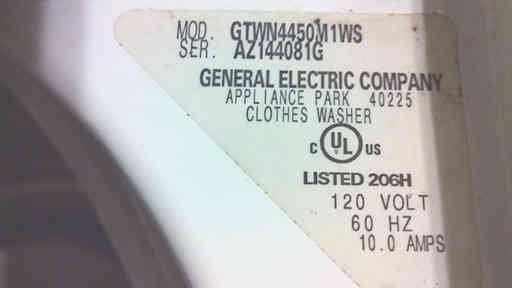 MOD. GTWN4450M1WS
SER. AZ144081G
GENERAL ELECTRIC COMPANY
APPLIANCE PARK 40225
CLOTHES WASHER
C UL US
LISTED 206H
120 VOLT
60 HZ
10.0 AMPS